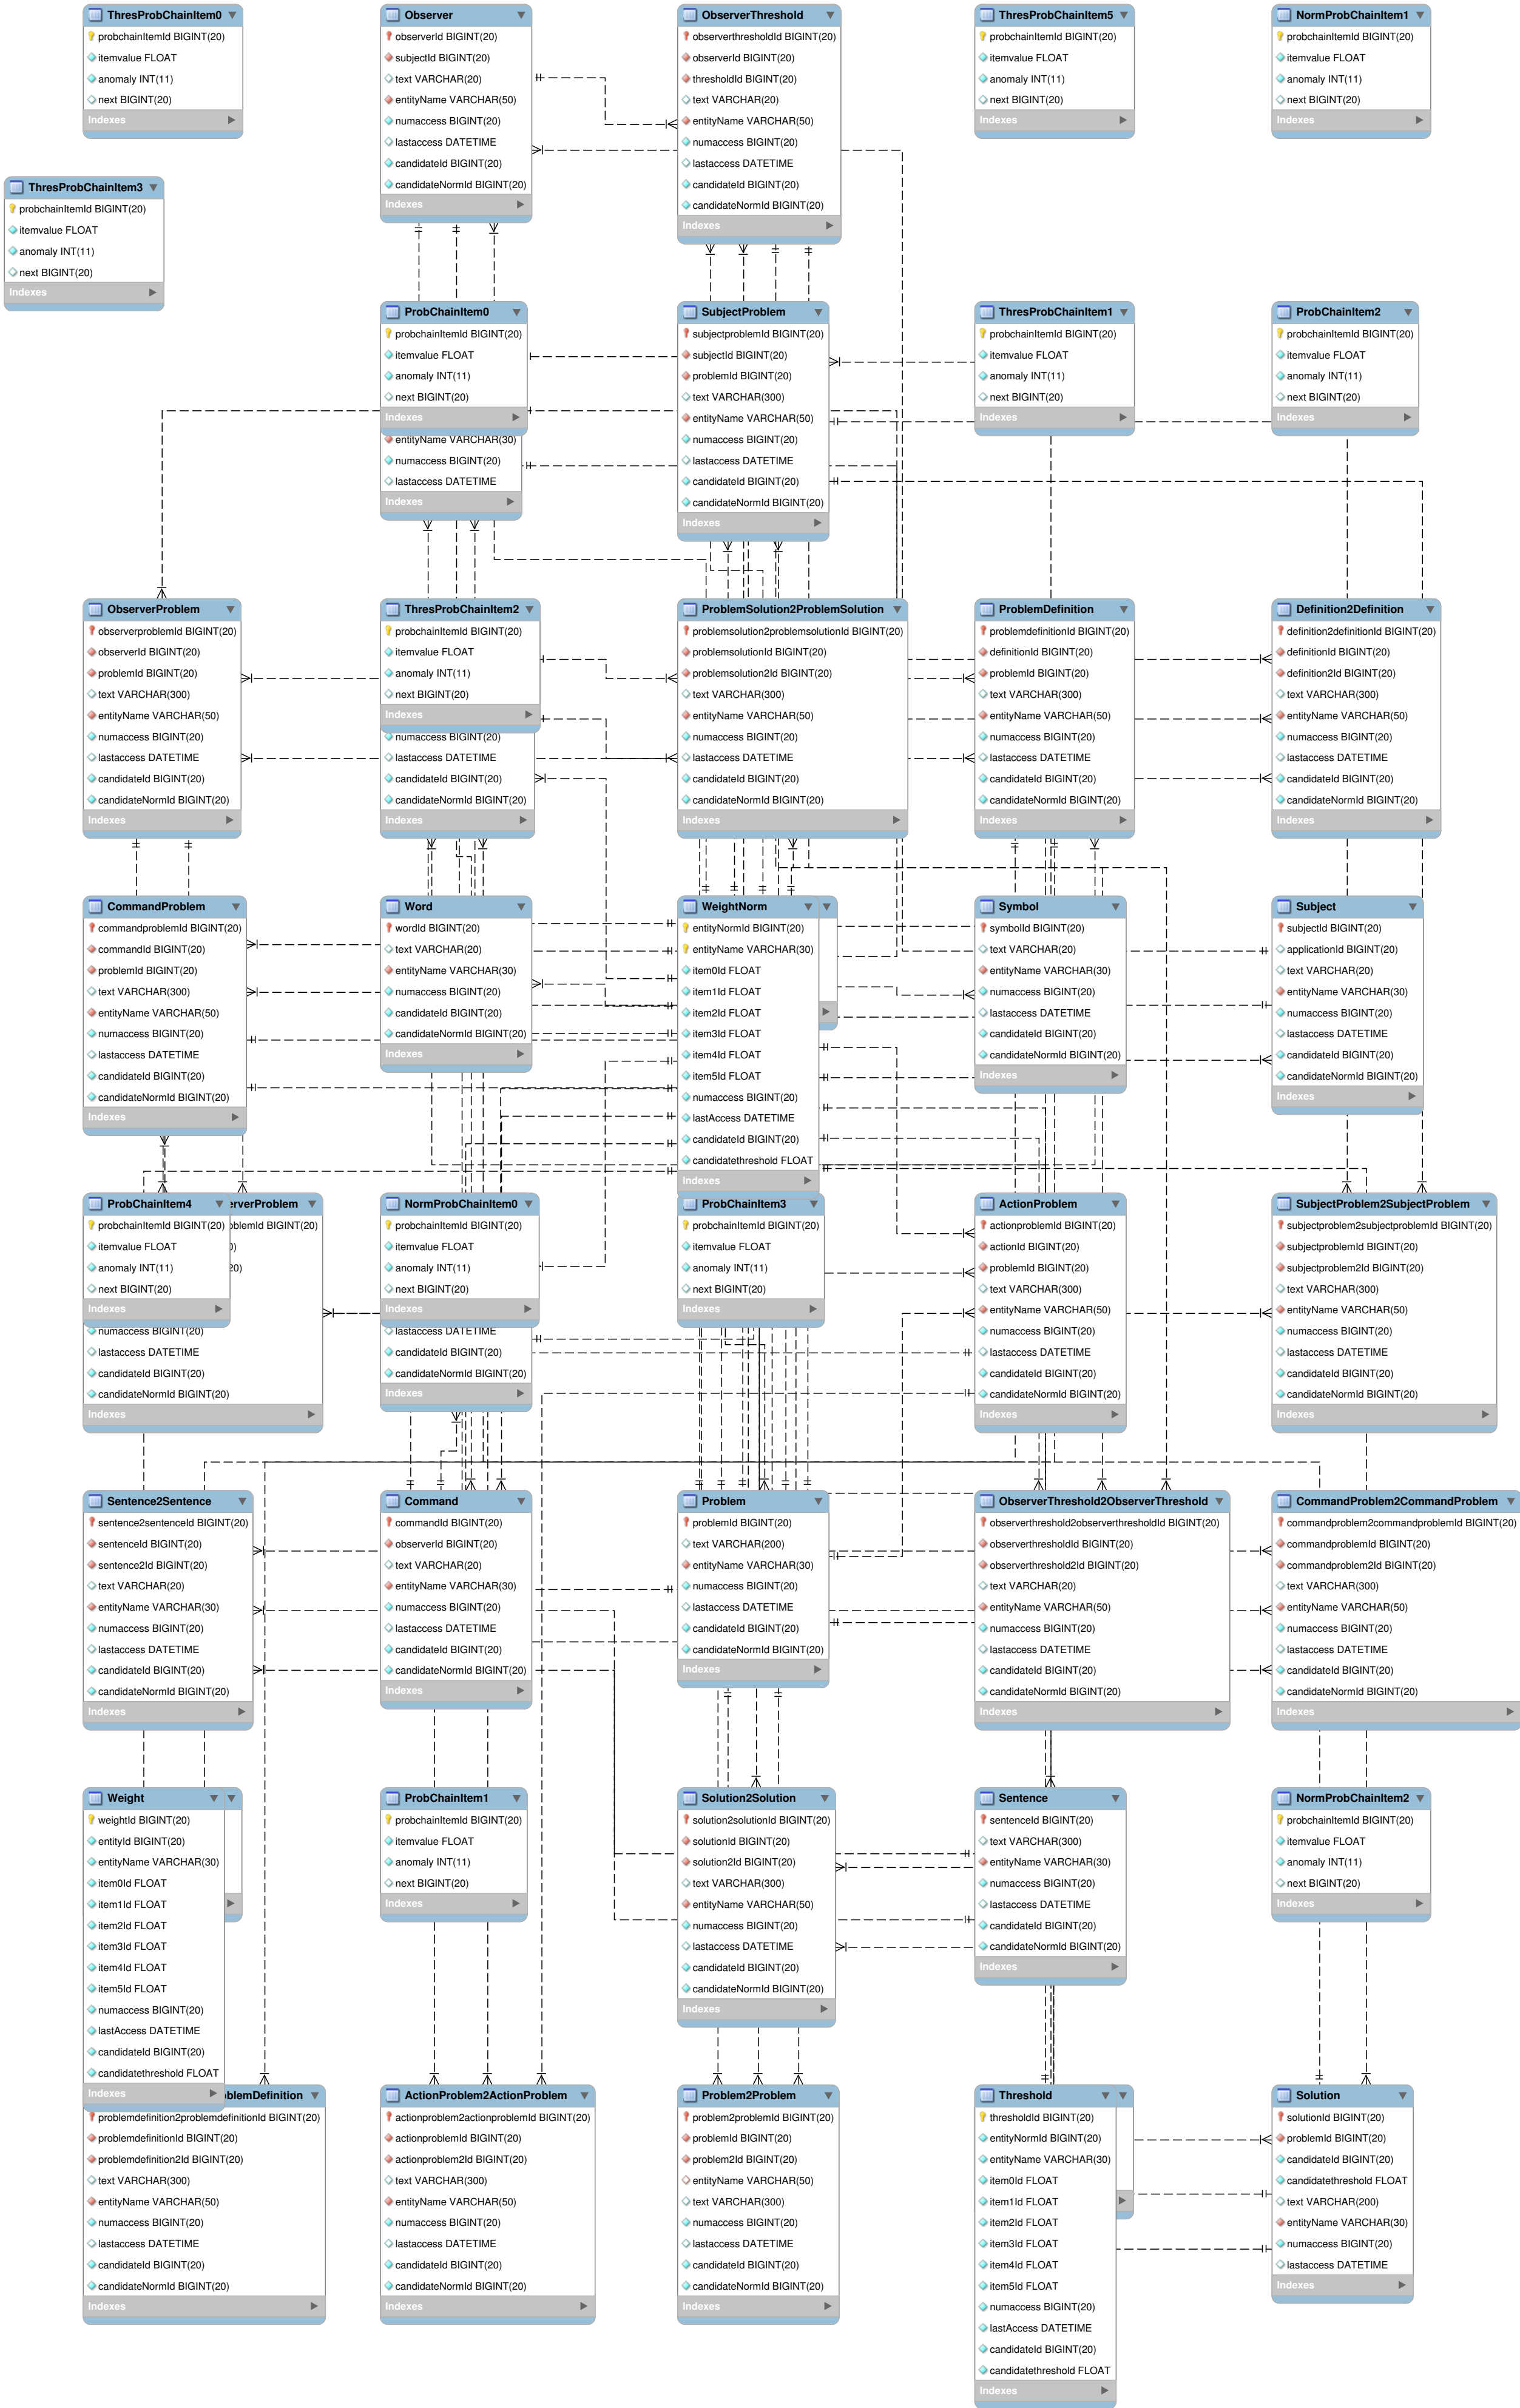 ThresProbChainItem0
probchainItemId BIGINT(20)
itemvalue FLOAT
anomaly INT(11)
next BIGINT(20)
Indexes
Observer
observerId BIGINT(20)
subjectId BIGINT(20)
text VARCHAR(20)
entityName VARCHAR(50)
numaccess BIGINT(20)
lastaccess DATETIME
candidateId BIGINT(20)
candidateNormId BIGINT(20)
Indexes
ObserverThreshold
observerthresholdId BIGINT(20)
observerId BIGINT(20)
thresholdId BIGINT(20)
text VARCHAR(20)
entityName VARCHAR(50)
numaccess BIGINT(20)
lastaccess DATETIME
candidateId BIGINT(20)
candidateNormId BIGINT(20)
Indexes
ThresProbChainItem5
probchainItemId BIGINT(20)
itemvalue FLOAT
anomaly INT(11)
next BIGINT(20)
Indexes
NormProbChainItem1
probchainItemId BIGINT(20)
itemvalue FLOAT
anomaly INT(11)
next BIGINT(20)
Indexes
ThresProbChainItem3
probchainItemId BIGINT(20)
itemvalue FLOAT
anomaly INT(11)
next BIGINT(20)
Indexes
ProbChainItem0
probchainItemId BIGINT(20)
itemvalue FLOAT
anomaly INT(11)
next BIGINT(20)
Indexes
entityName VARCHAR(30)
numaccess BIGINT(20)
lastaccess DATETIME
Indexes
SubjectProblem
subjectproblemId BIGINT(20)
subjectId BIGINT(20)
problemId BIGINT(20)
text VARCHAR(300)
entityName VARCHAR(50)
numaccess BIGINT(20)
lastaccess DATETIME
candidateId BIGINT(20)
candidateNormId BIGINT(20)
Indexes
ThresProbChainItem1
probchainItemId BIGINT(20)
itemvalue FLOAT
anomaly INT(11)
next BIGINT(20)
Indexes
ProbChainItem2
probchainItemId BIGINT(20)
itemvalue FLOAT
anomaly INT(11)
next BIGINT(20)
Indexes
ObserverProblem
observerproblemId BIGINT(20)
observerId BIGINT(20)
problemId BIGINT(20)
text VARCHAR(300)
entityName VARCHAR(50)
numaccess BIGINT(20)
lastaccess DATETIME
candidateId BIGINT(20)
candidateNormId BIGINT(20)
Indexes
ThresProbChainItem2
probchainItemId BIGINT(20)
itemvalue FLOAT
anomaly INT(11)
next BIGINT(20)
Indexes
numaccess BIGINT(20)
lastaccess DATETIME
candidateId BIGINT(20)
candidateNormId BIGINT(20)
Indexes
ProblemSolution2ProblemSolution
problemsolution2problemsolutionId BIGINT(20)
problemsolutionId BIGINT(20)
problemsolution2Id BIGINT(20)
text VARCHAR(300)
entityName VARCHAR(50)
numaccess BIGINT(20)
lastaccess DATETIME
candidateId BIGINT(20)
candidateNormId BIGINT(20)
Indexes
ProblemDefinition
problemdefinitionId BIGINT(20)
definitionId BIGINT(20)
problemId BIGINT(20)
text VARCHAR(300)
entityName VARCHAR(50)
numaccess BIGINT(20)
lastaccess DATETIME
candidateId BIGINT(20)
candidateNormId BIGINT(20)
Indexes
Definition2Definition
definition2definitionId BIGINT(20)
definitionId BIGINT(20)
definition2Id BIGINT(20)
text VARCHAR(300)
entityName VARCHAR(50)
numaccess BIGINT(20)
lastaccess DATETIME
candidateId BIGINT(20)
candidateNormId BIGINT(20)
Indexes
CommandProblem
commandproblemId BIGINT(20)
commandId BIGINT(20)
problemId BIGINT(20)
text VARCHAR(300)
entityName VARCHAR(50)
numaccess BIGINT(20)
lastaccess DATETIME
candidateId BIGINT(20)
candidateNormId BIGINT(20)
Indexes
Word
wordId BIGINT(20)
text VARCHAR(20)
entityName VARCHAR(30)
numaccess BIGINT(20)
candidateId BIGINT(20)
candidateNormId BIGINT(20)
Indexes
WeightNorm
entityNormId BIGINT(20)
entityName VARCHAR(30)
item0Id FLOAT
item1Id FLOAT
item2Id FLOAT
item3Id FLOAT
item4Id FLOAT
item5Id FLOAT
numaccess BIGINT(20)
lastAccess DATETIME
candidateId BIGINT(20)
candidatethreshold FLOAT
Indexes
Symbol
symbolId BIGINT(20)
text VARCHAR(20)
entityName VARCHAR(30)
numaccess BIGINT(20)
lastaccess DATETIME
candidateId BIGINT(20)
candidateNormId BIGINT(20)
Indexes
Subject
subjectId BIGINT(20)
applicationId BIGINT(20)
text VARCHAR(20)
entityName VARCHAR(30)
numaccess BIGINT(20)
lastaccess DATETIME
candidateId BIGINT(20)
candidateNormId BIGINT(20)
Indexes
ProbChainItem4
probchainItemId BIGINT(20)
itemvalue FLOAT
anomaly INT(11)
next BIGINT(20)
Indexes
erverProblem
blemId BIGINT(20)
0)
20)
numaccess BIGINT(20)
lastaccess DATETIME
candidateId BIGINT(20)
candidateNormId BIGINT(20)
Indexes
NormProbChainItem0
probchainItemId BIGINT(20)
itemvalue FLOAT
anomaly INT(11)
next BIGINT(20)
Indexes
lastaccess DATETIME
candidateId BIGINT(20)
candidateNormId BIGINT(20)
Indexes
ProbChainItem3
probchainItemId BIGINT(20)
itemvalue FLOAT
anomaly INT(11)
next BIGINT(20)
Indexes
ActionProblem
actionproblemId BIGINT(20)
actionId BIGINT(20)
problemId BIGINT(20)
text VARCHAR(300)
entityName VARCHAR(50)
numaccess BIGINT(20)
lastaccess DATETIME
candidateId BIGINT(20)
candidateNormId BIGINT(20)
Indexes
SubjectProblem2SubjectProblem
subjectproblem2subjectproblemId BIGINT(20)
subjectproblemId BIGINT(20)
subjectproblem2Id BIGINT(20)
text VARCHAR(300)
entityName VARCHAR(50)
numaccess BIGINT(20)
lastaccess DATETIME
candidateId BIGINT(20)
candidateNormId BIGINT(20)
Indexes
Sentence2Sentence
sentence2sentenceId BIGINT(20)
sentenceId BIGINT(20)
sentence2Id BIGINT(20)
text VARCHAR(20)
entityName VARCHAR(30)
numaccess BIGINT(20)
lastaccess DATETIME
candidateId BIGINT(20)
candidateNormId BIGINT(20)
Indexes
Command
commandId BIGINT(20)
observerId BIGINT(20)
text VARCHAR(20)
entityName VARCHAR(30)
numaccess BIGINT(20)
lastaccess DATETIME
candidateId BIGINT(20)
candidateNormId BIGINT(20)
Indexes
Problem
problemId BIGINT(20)
text VARCHAR(200)
entityName VARCHAR(30)
numaccess BIGINT(20)
lastaccess DATETIME
candidateId BIGINT(20)
candidateNormId BIGINT(20)
Indexes
ObserverThreshold2ObserverThreshold
observerthreshold2observerthresholdId BIGINT(20)
observerthresholdId BIGINT(20)
observerthreshold2Id BIGINT(20)
text VARCHAR(20)
entityName VARCHAR(50)
numaccess BIGINT(20)
lastaccess DATETIME
candidateId BIGINT(20)
candidateNormId BIGINT(20)
Indexes
CommandProblem2CommandProblem
commandproblem2commandproblemId BIGINT(20)
commandproblemId BIGINT(20)
commandproblem2Id BIGINT(20)
text VARCHAR(300)
entityName VARCHAR(50)
numaccess BIGINT(20)
lastaccess DATETIME
candidateId BIGINT(20)
candidateNormId BIGINT(20)
Indexes
Weight
weightId BIGINT(20)
entityId BIGINT(20)
entityName VARCHAR(30)
item0Id FLOAT
item1Id FLOAT
item2Id FLOAT
item3Id FLOAT
item4Id FLOAT
item5Id FLOAT
numaccess BIGINT(20)
lastAccess DATETIME
candidateId BIGINT(20)
candidatethreshold FLOAT
Indexes
ProbChainItem1
probchainItemId BIGINT(20)
itemvalue FLOAT
anomaly INT(11)
next BIGINT(20)
Indexes
Solution2Solution
solution2solutionId BIGINT(20)
solutionId BIGINT(20)
solution2Id BIGINT(20)
text VARCHAR(300)
entityName VARCHAR(50)
numaccess BIGINT(20)
lastaccess DATETIME
candidateId BIGINT(20)
candidateNormId BIGINT(20)
Indexes
Sentence
sentenceId BIGINT(20)
text VARCHAR(300)
entityName VARCHAR(30)
numaccess BIGINT(20)
lastaccess DATETIME
candidateId BIGINT(20)
candidateNormId BIGINT(20)
Indexes
NormProbChainItem2
probchainItemId BIGINT(20)
itemvalue FLOAT
anomaly INT(11)
next BIGINT(20)
Indexes
blemDefinition
problemdefinition2problemdefinitionId BIGINT(20)
problemdefinitionId BIGINT(20)
problemdefinition2Id BIGINT(20)
text VARCHAR(300)
entityName VARCHAR(50)
numaccess BIGINT(20)
lastaccess DATETIME
candidateId BIGINT(20)
candidateNormId BIGINT(20)
Indexes
ActionProblem2ActionProblem
actionproblem2actionproblemId BIGINT(20)
actionproblemId BIGINT(20)
actionproblem2Id BIGINT(20)
text VARCHAR(300)
entityName VARCHAR(50)
numaccess BIGINT(20)
lastaccess DATETIME
candidateId BIGINT(20)
candidateNormId BIGINT(20)
Indexes
Problem2Problem
problem2problemId BIGINT(20)
problemId BIGINT(20)
problem2Id BIGINT(20)
entityName VARCHAR(50)
text VARCHAR(300)
numaccess BIGINT(20)
lastaccess DATETIME
candidateId BIGINT(20)
candidateNormId BIGINT(20)
Indexes
Threshold
thresholdId BIGINT(20)
entityNormId BIGINT(20)
entityName VARCHAR(30)
item0Id FLOAT
item1Id FLOAT
item2Id FLOAT
item3Id FLOAT
item4Id FLOAT
item5Id FLOAT
numaccess BIGINT(20)
lastAccess DATETIME
candidateId BIGINT(20)
candidatethreshold FLOAT
Indexes
Solution
solutionId BIGINT(20)
problemId BIGINT(20)
candidateId BIGINT(20)
candidatethreshold FLOAT
text VARCHAR(200)
entityName VARCHAR(30)
numaccess BIGINT(20)
lastaccess DATETIME
Indexes